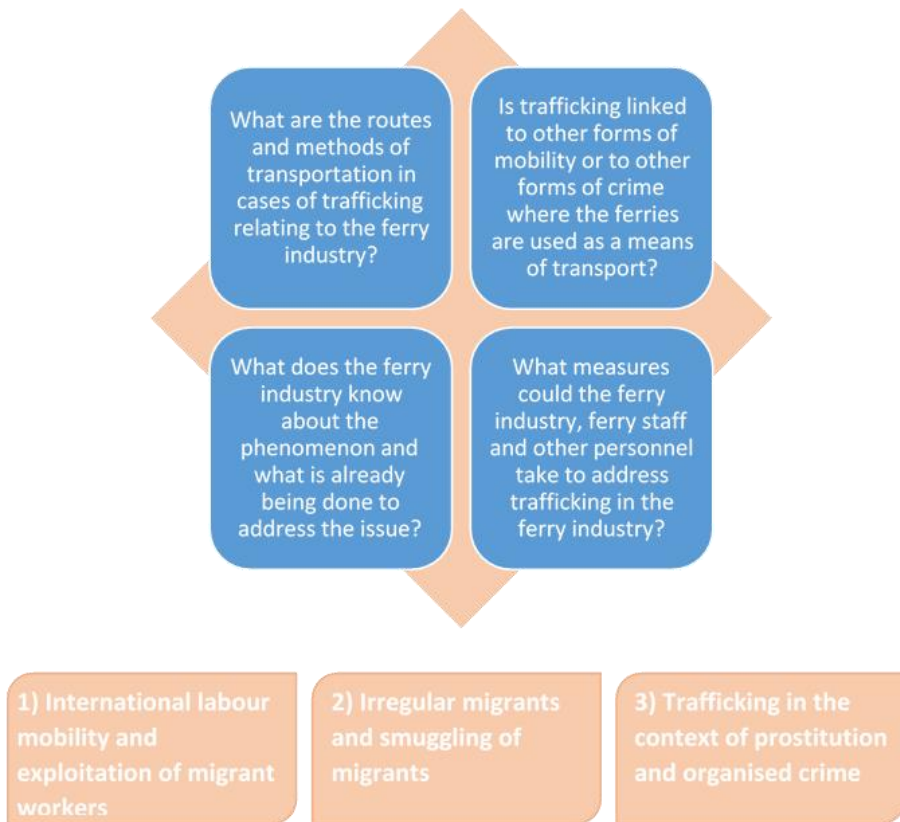 What are the routes
and methods of
transportation in
cases of trafficking
relating to the ferry
industry?
Is trafficking linked
to other forms of
mobility or to other
forms of crime
where the ferries
are used as a means
of transport?
What does the ferry
industry know
about the
phenomenon and
what is already
being done to
address the issue?
What measures
could the ferry
industry, ferry staff
and other personnel
take to address
trafficking in the
ferry industry?
1) International labour
mobility and
exploitation of migrant
workers
2) Irregular migrants
and smuggling of
migrants
3) Trafficking in the
context of prostitution
and organised crime